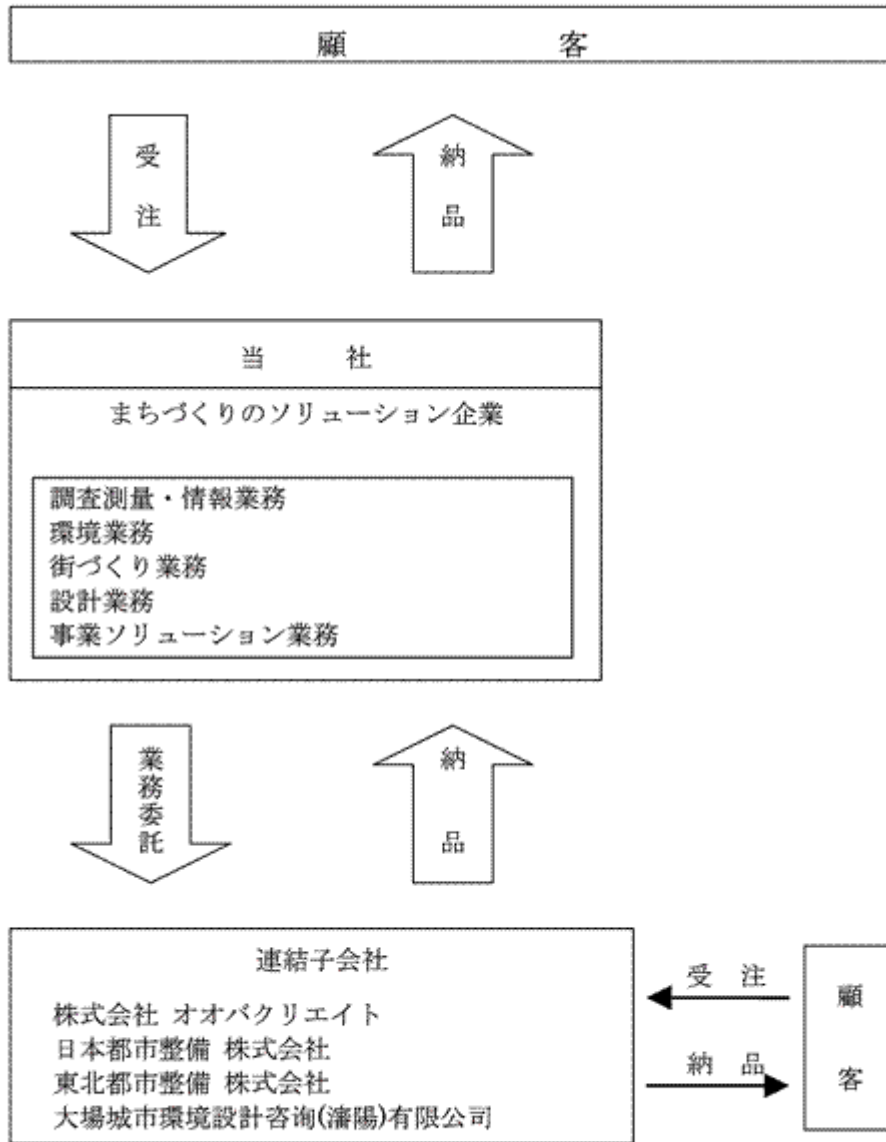 顧 客
受注
納品
当 社
まちづくりのソリューション企業
調査測量・情報業務
環境業務
街づくり業務
設計業務
事業ソリューション業務
業務委託
納品
連結子会社
株式会社 オオバクリエイト
日本都市整備 株式会社
東北都市整備 株式会社
大場城市環境設計咨询(瀋陽)有限公司
受 注
納 品
顧客